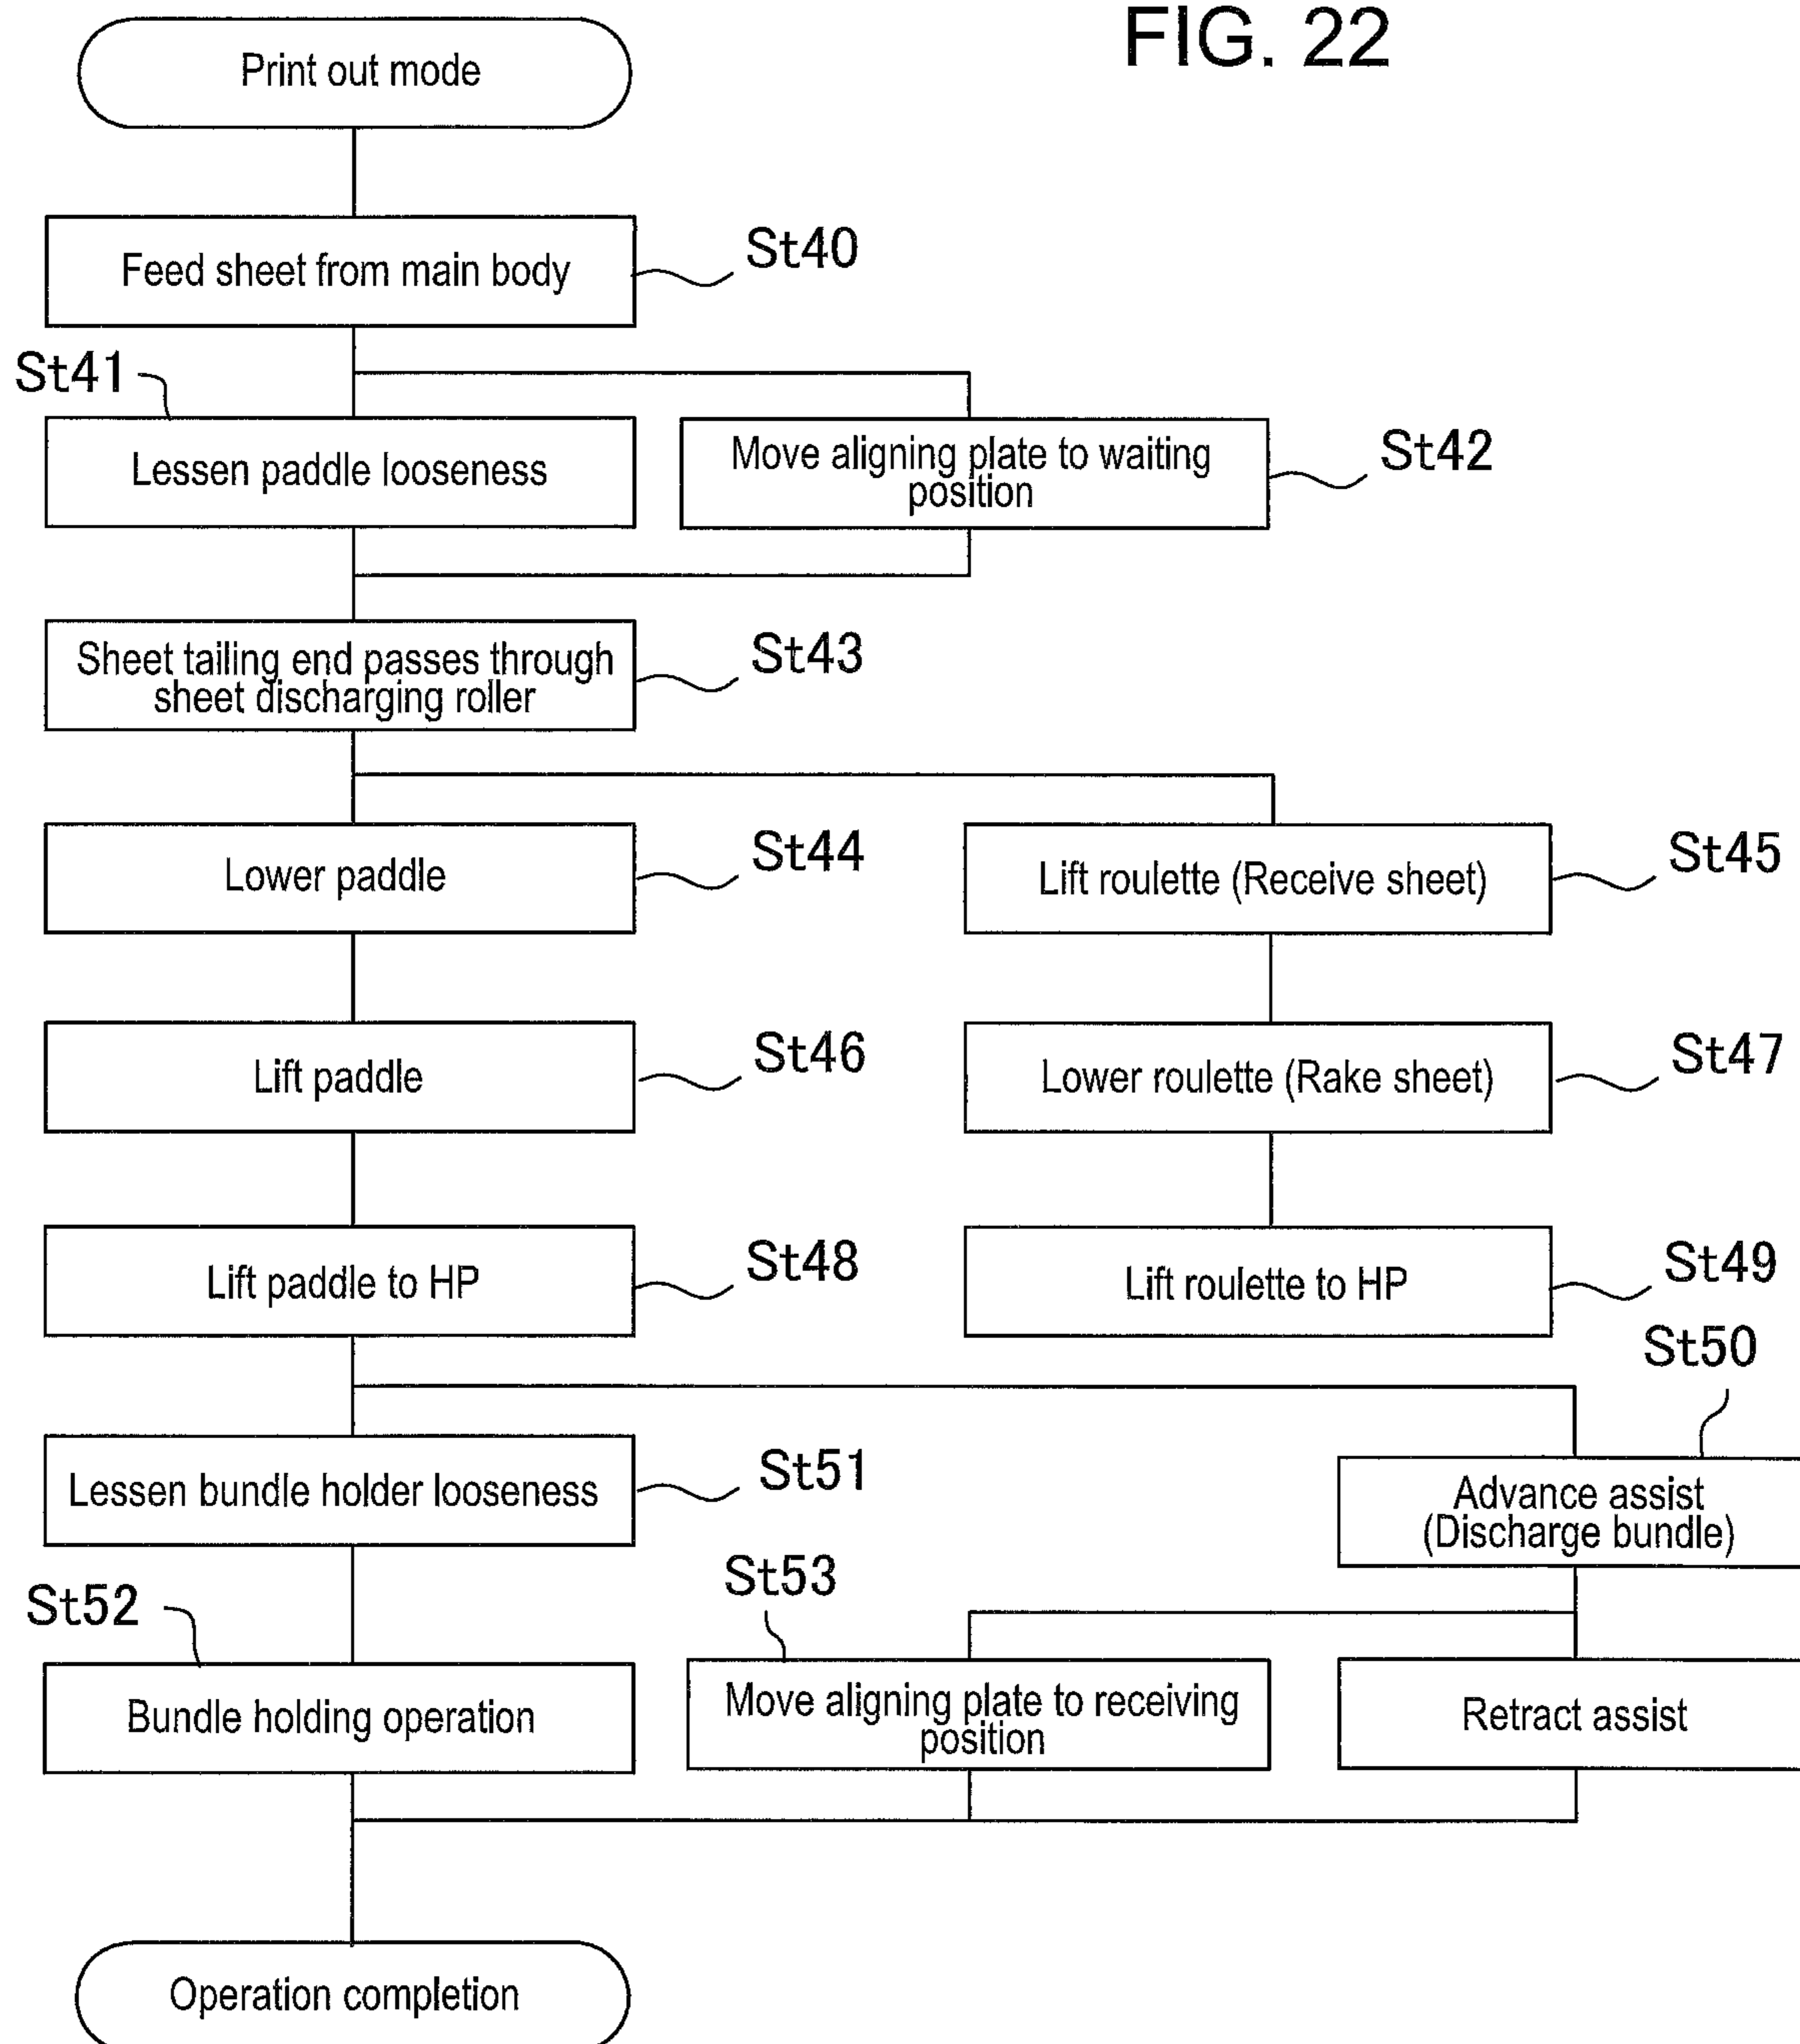 FIG. 22
Print out mode
Feed sheet from main body
St40
St41
Lessen paddle looseness
Move aligning plate to waiting
position
St42
Sheet tailing end passes through
sheet discharging roller
St43
Lower paddle
St44
Lift roulette (Receive sheet)
St45
Lift paddle
St46
Lower roulette (Rake sheet)
St47
Lift paddle to HP
St48
Lift roulette to HP
St49
St50
Lessen bundle holder looseness
St51
Advance assist
(Discharge bundle)
St52
St53
Bundle holding operation
Move aligning plate to receiving
position
Retract assist
Operation completion